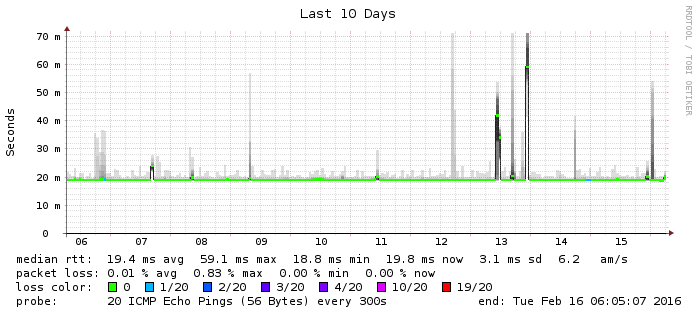 Last 10 Days
RRDTOOL / TOBI OETIKER
Seconds
70 m
60 m
50 m
40 m
30 m
20 m
10 m
0
06 07 08 09 10 11 12 13 14 15
median rtt: 19.4 ms avg 59.1 ms max 18.8 ms min 19.8 ms now 3.1 ms sd 6.2 am/s
packet loss: 0.01 % avg 0.83 % max 0.00 % min 0.00 % now
loss color: 0 1/20 2/20 3/20 4/20 10/20 19/20
probe: 20 ICMP Echo Pings (56 Bytes) every 300s end: Tue Feb 16 06:05:07 2016